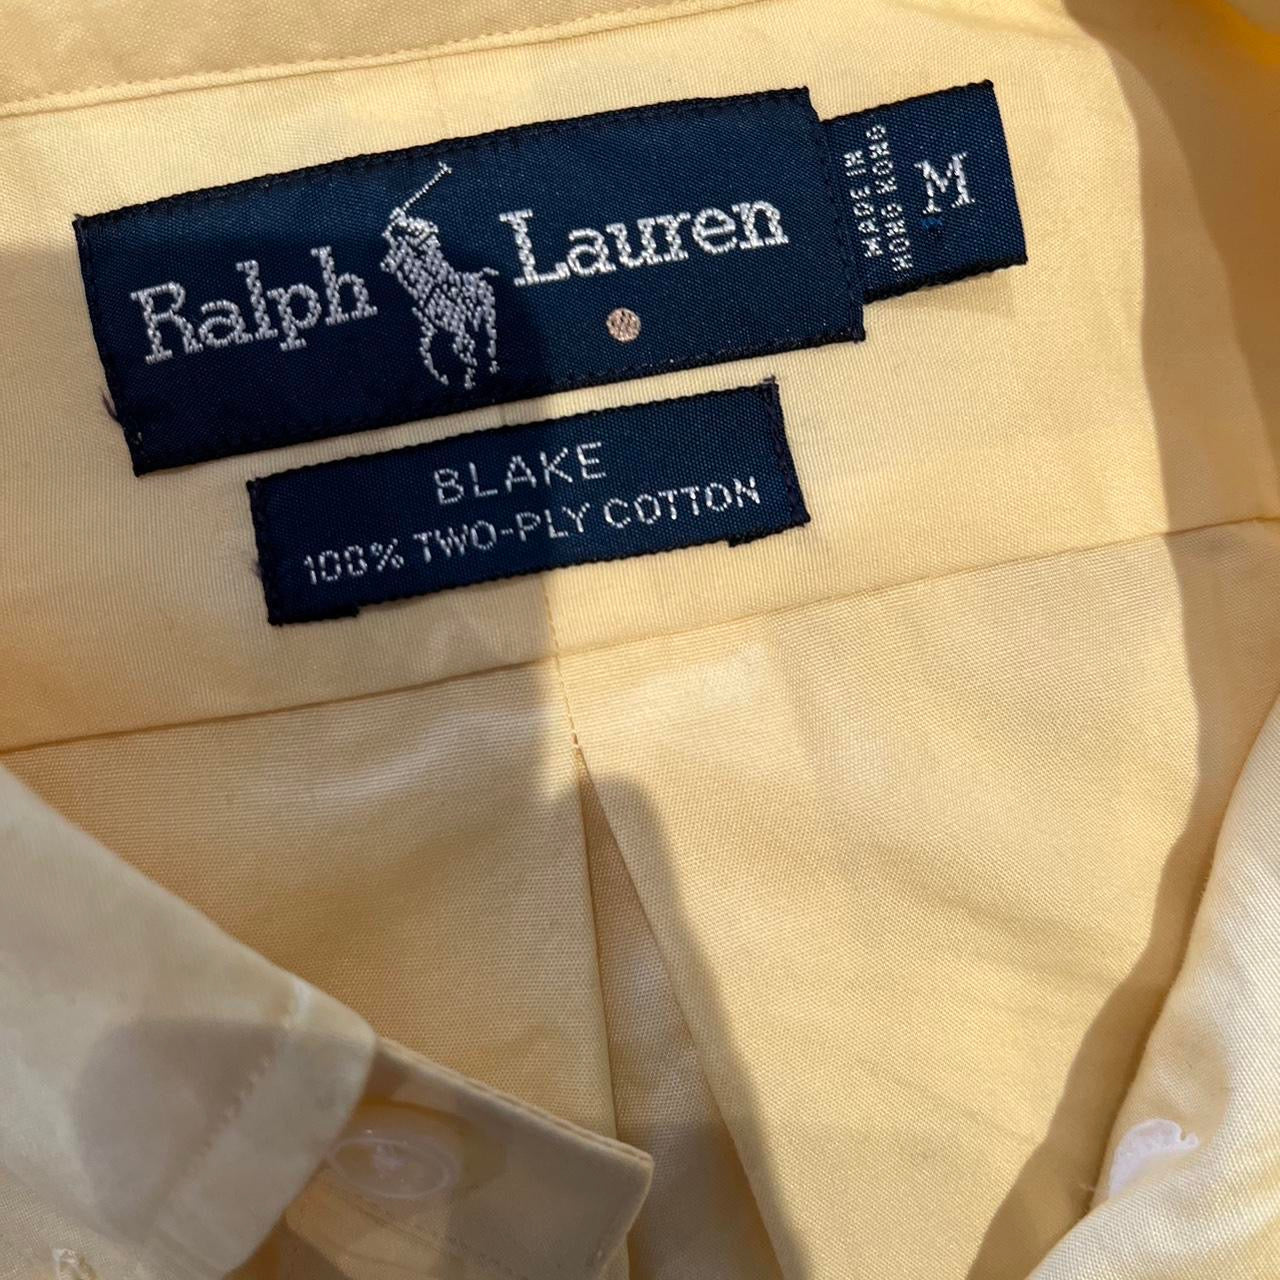 Ralph Lauren
MADE IN
HONG KONG
M
BLAKE
100% TWO-PLY COTTON